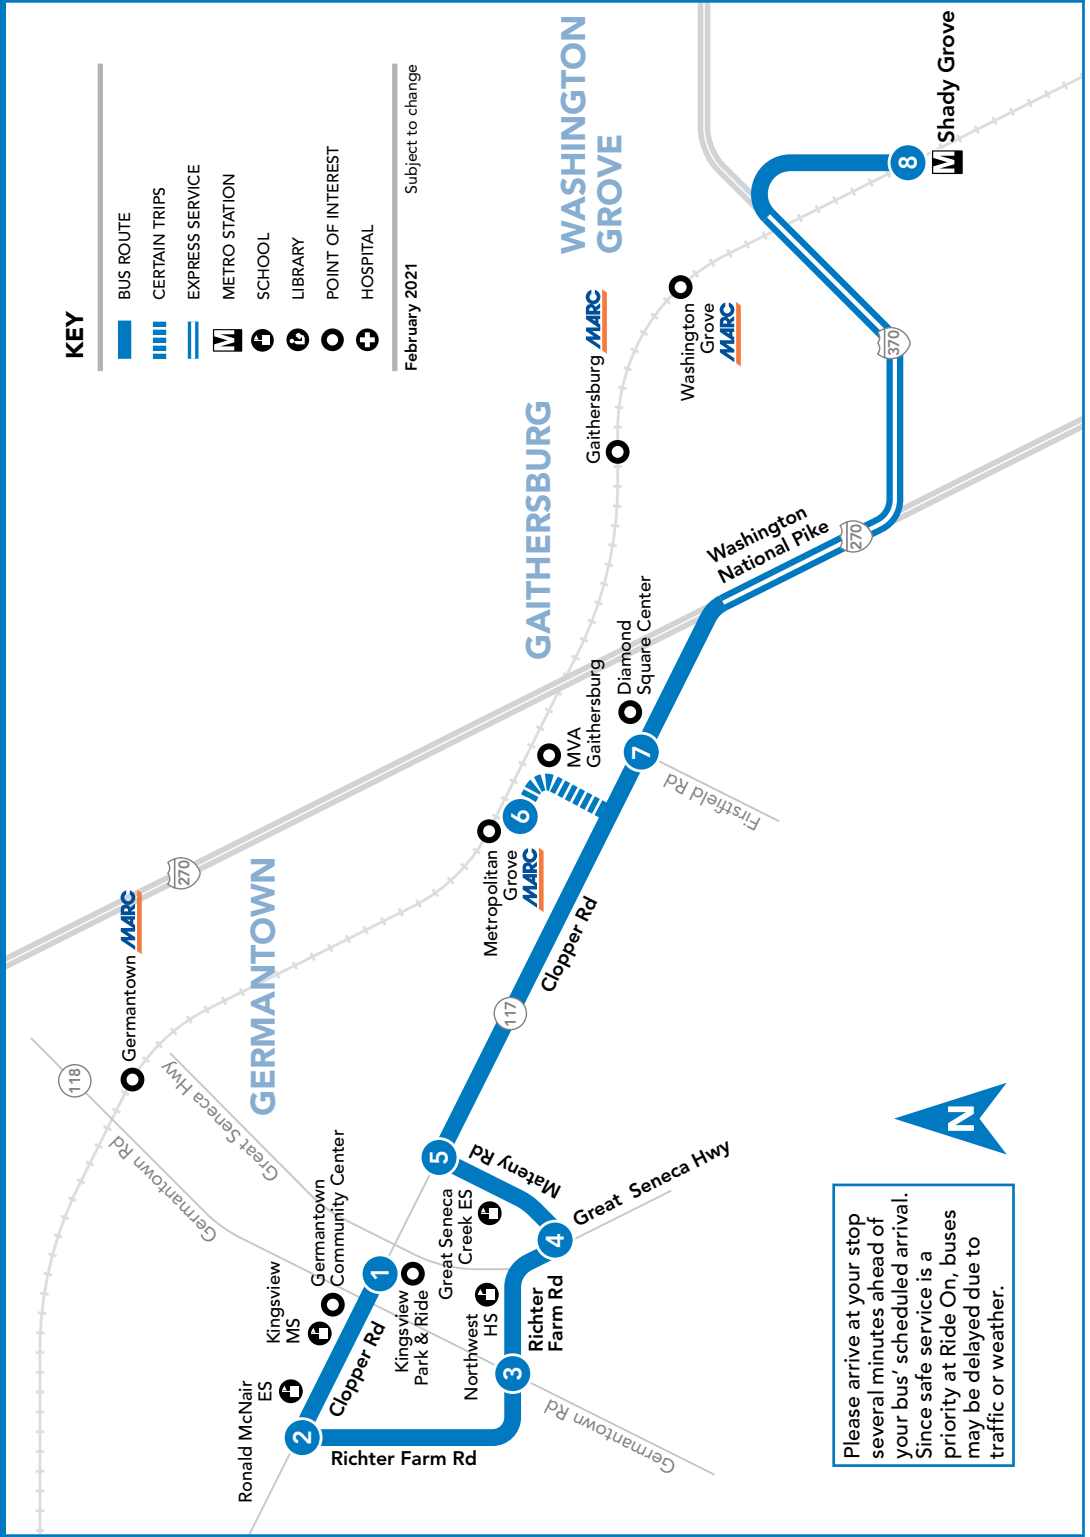 KEY
BUS ROUTE
CERTAIN TRIPS
EXPRESS SERVICE
M METRO STATION
SCHOOL
LIBRARY
POINT OF INTEREST
HOSPITAL
February 2021
Subject to change
WASHINGTON
GROVE
GAITHERSBURG
GERMANTOWN
Germantown MARC
118
270
Germantown Rd
Great Seneca Hwy
Ronald McNair
ES
Kingsview
MS
Germantown
Community Center
1
2
Clopper Rd
Kingsview
Park & Ride
Richter Farm Rd
Northwest
HS
3
Richter
Farm Rd
Germantown Rd
Great Seneca
Creek ES
4
Great Seneca Hwy
Mateny Rd
5
117
Clopper Rd
Metropolitan
Grove
MARC
6
MVA
Gaithersburg
Diamond
Square Center
7
Firstfield Rd
Washington
National Pike
270
Gaithersburg MARC
Washington
Grove
MARC
370
8
M Shady Grove
N
Please arrive at your stop
several minutes ahead of
your bus’ scheduled arrival.
Since safe service is a
priority at Ride On, buses
may be delayed due to
traffic or weather.